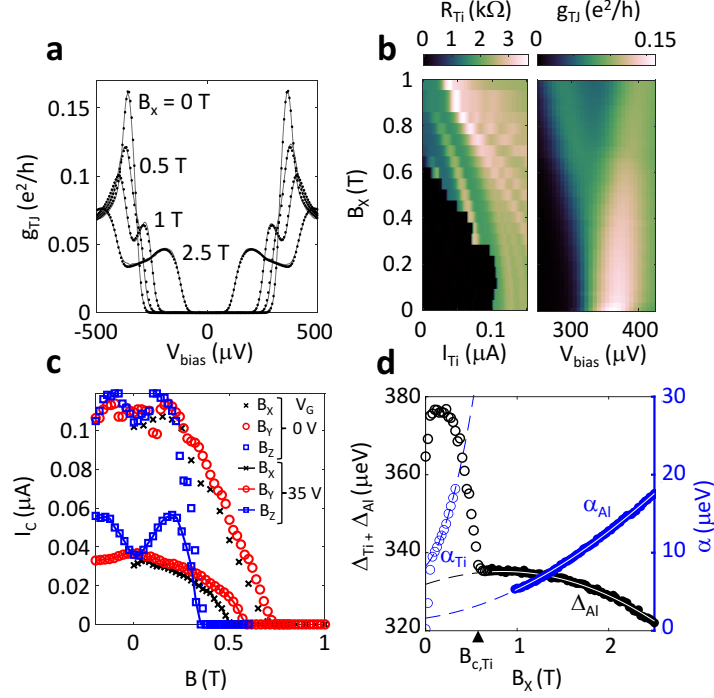 a
g_TJ (e²/h)
0.15
0.1
0.05
0
B_x = 0 T
0.5 T
1 T
2.5 T
-500
0
500
V_bias (μV)
b
R_Ti (kΩ)
0 1 2 3
g_TJ (e²/h)
0 0.15
B_X (T)
1
0.8
0.6
0.4
0.2
0
0 0.1
I_Ti (μA)
300 400
V_bias (μV)
c
I_C (μA)
0.1
0.08
0.06
0.04
0.02
0
B_X V_G
B_Y 0 V
B_Z
B_X
B_Y -35 V
B_Z
0 0.5 1
B (T)
d
Δ_Ti + Δ_Al (μeV)
380
360
340
320
α_Ti
α_Al
Δ_Al
30
20
10
0
α (μeV)
0 1 2
B_c,Ti
B_X (T)